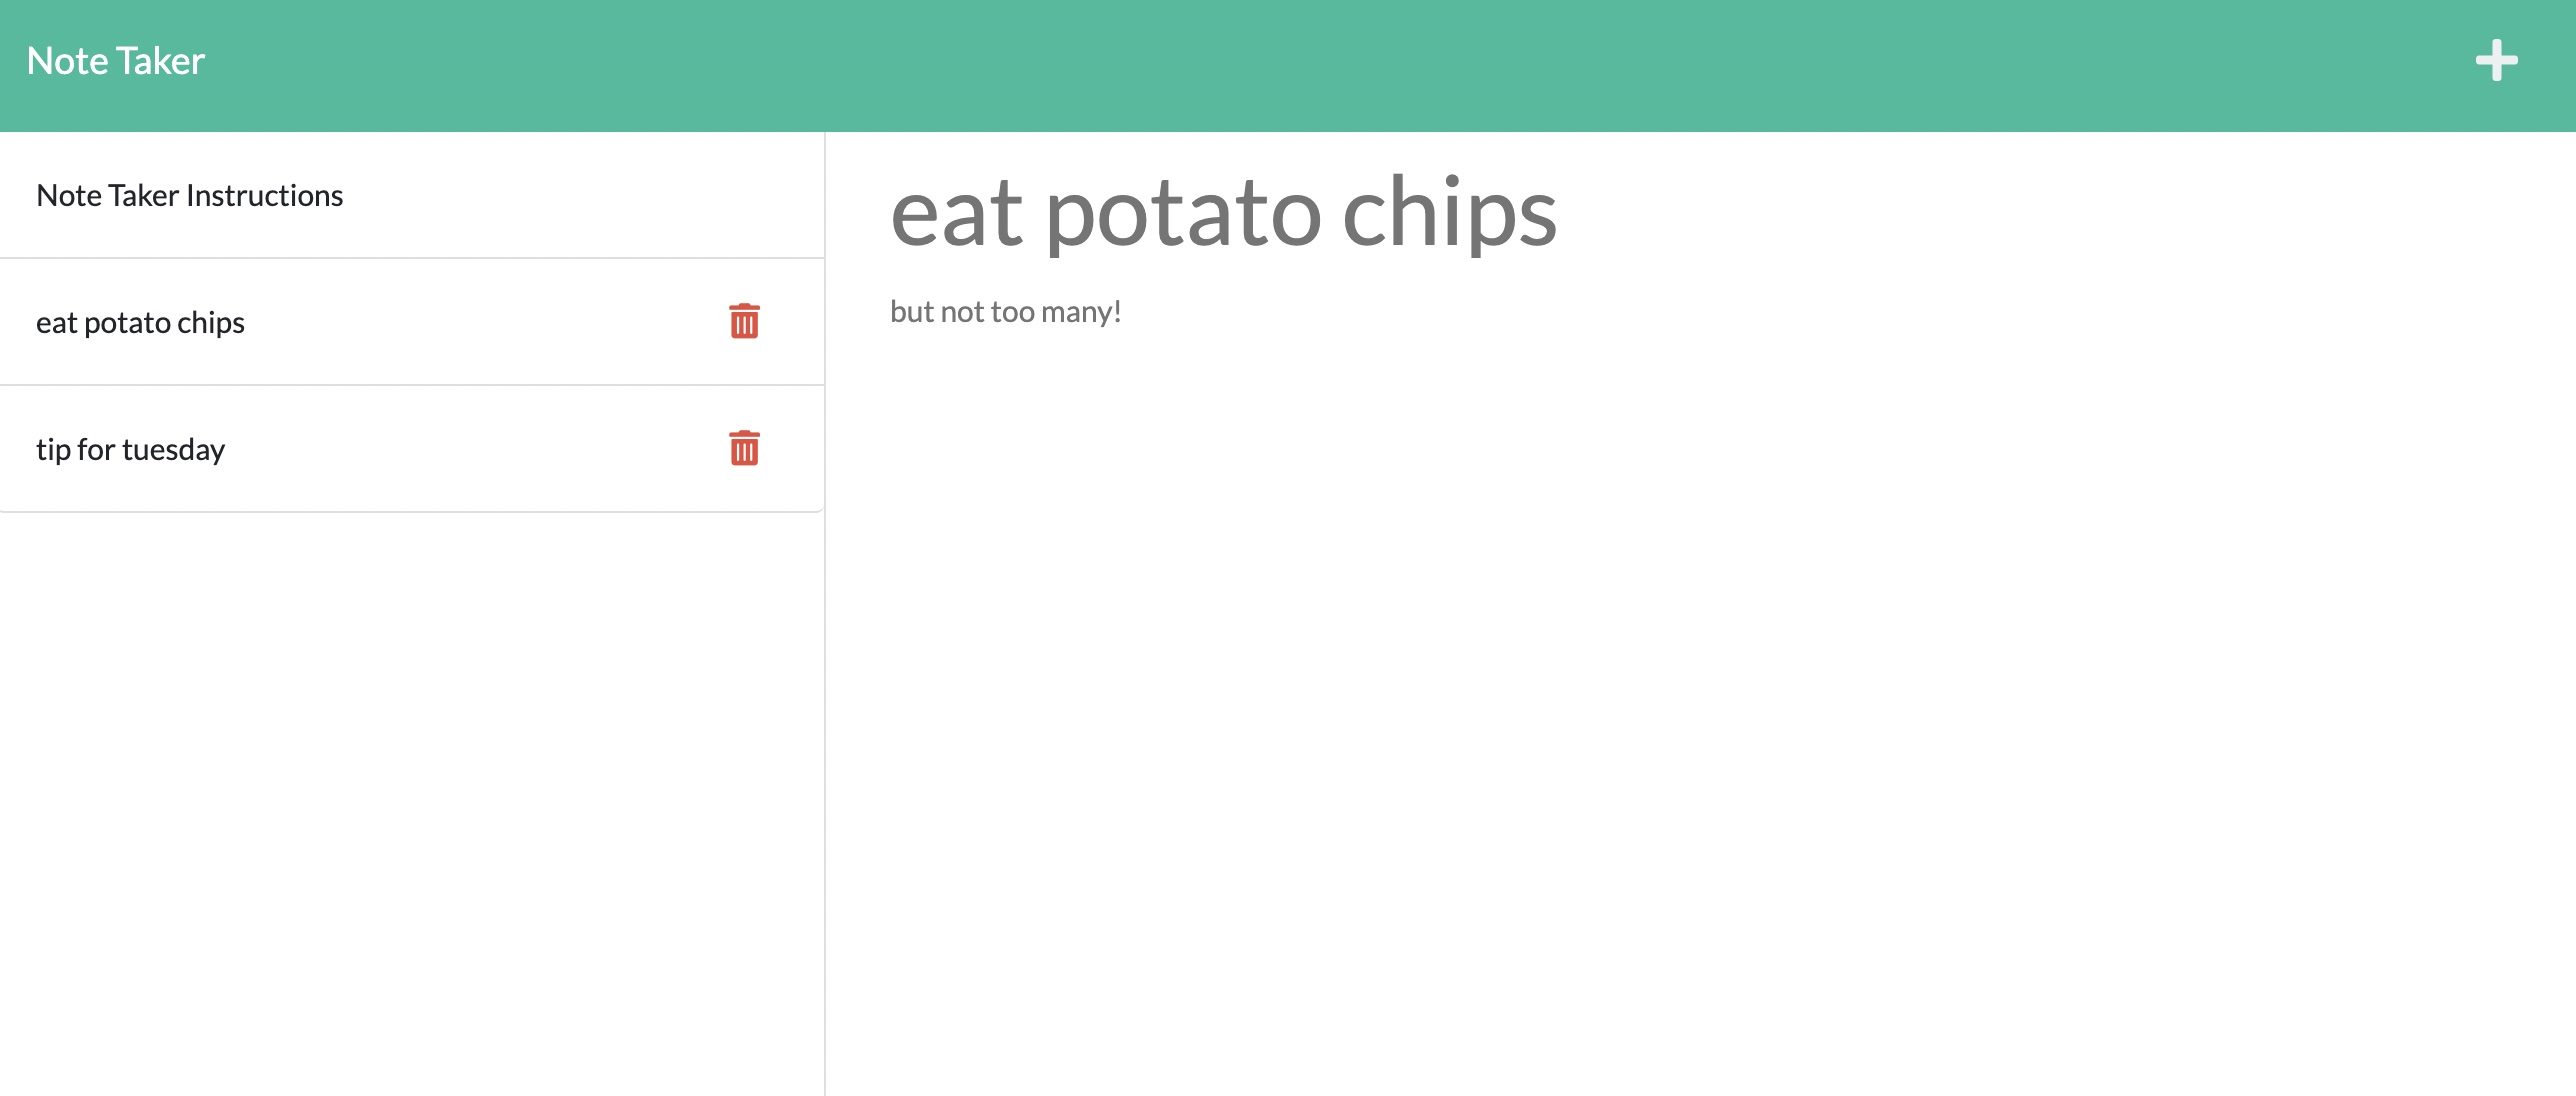 Note Taker
Note Taker Instructions
eat potato chips
tip for tuesday
eat potato chips
but not too many!